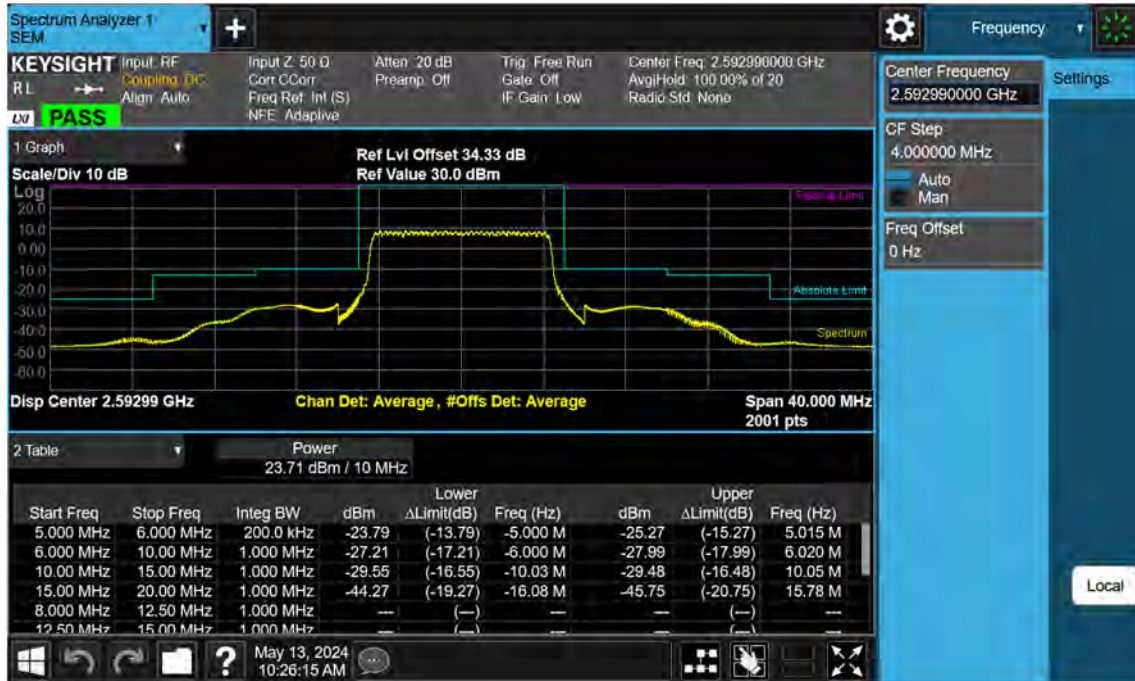 Spectrum Analyzer 1
SEM
Frequency
KEYSIGHT
Input: RF
Coupling: DC
Align: Auto
Input Z: 50 Ω
Corr CCorr
Freq Ref: Int (S)
NFE: Adaptive
Atten: 20 dB
Preamp: Off
Trig: Free Run
Gate: Off
IF Gain: Low
Center Freq: 2.592990000 GHz
Avg|Hold: 100.00% of 20
Radio Std: None
R L
LXI
PASS
Center Frequency
2.592990000 GHz
Settings
CF Step
4.000000 MHz
Auto
Man
Freq Offset
0 Hz
1 Graph
Scale/Div 10 dB
Ref Lvl Offset 34.33 dB
Ref Value 30.0 dBm
Log
20.0
10.0
0.00
-10.0
-20.0
-30.0
-40.0
-50.0
-60.0
Absolute Limit
Spectrum
Disp Center 2.59299 GHz
Chan Det: Average, #Offs Det: Average
Span 40.000 MHz
2001 pts
2 Table
Power
23.71 dBm / 10 MHz
Lower Upper
Start Freq Stop Freq Integ BW dBm ΔLimit(dB) Freq (Hz) dBm ΔLimit(dB) Freq (Hz)
5.000 MHz 6.000 MHz 200.0 kHz -23.79 (-13.79) -5.000 M -25.27 (-15.27) 5.015 M
6.000 MHz 10.00 MHz 1.000 MHz -27.21 (-17.21) -6.000 M -27.99 (-17.99) 6.020 M
10.00 MHz 15.00 MHz 1.000 MHz -29.55 (-16.55) -10.03 M -29.48 (-16.48) 10.05 M
15.00 MHz 20.00 MHz 1.000 MHz -44.27 (-19.27) -16.08 M -45.75 (-20.75) 15.78 M
8.000 MHz 12.50 MHz 1.000 MHz --- (---) --- --- (---) ---
12.50 MHz 15.00 MHz 1.000 MHz --- (---) --- --- (---) ---
Local
?
May 13, 2024
10:26:15 AM